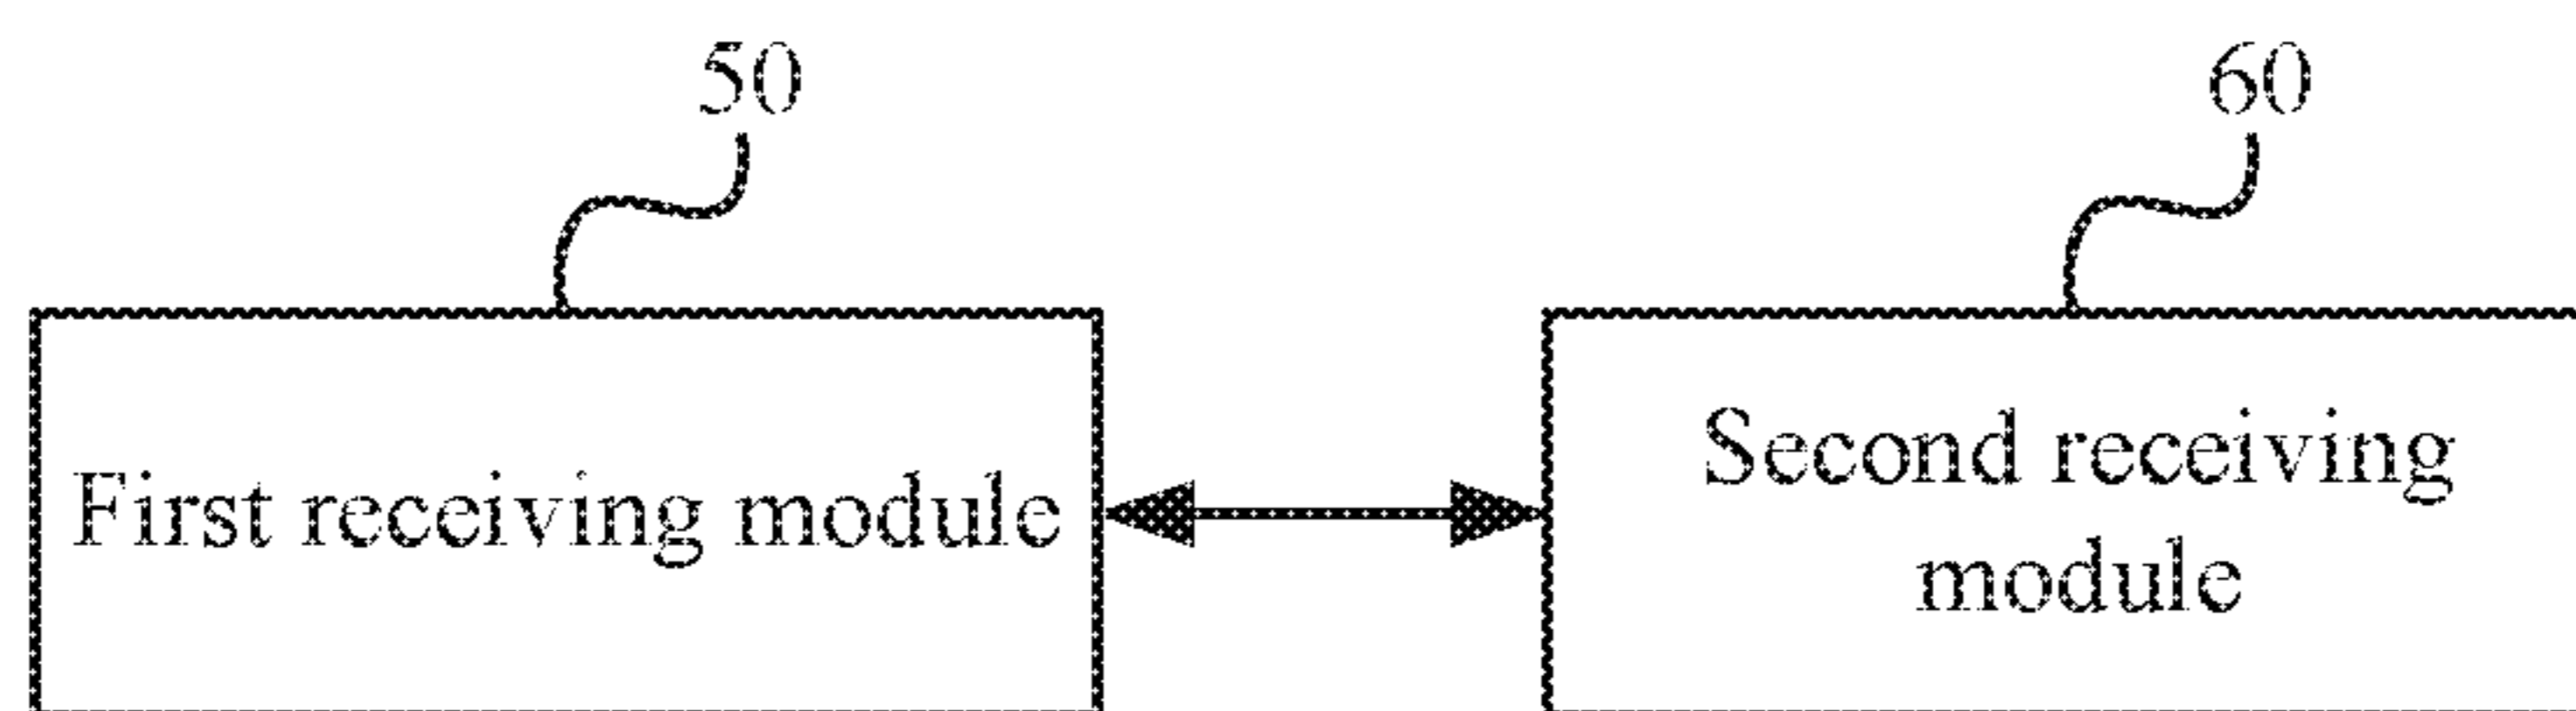 50
60
First receiving module
Second receiving
module